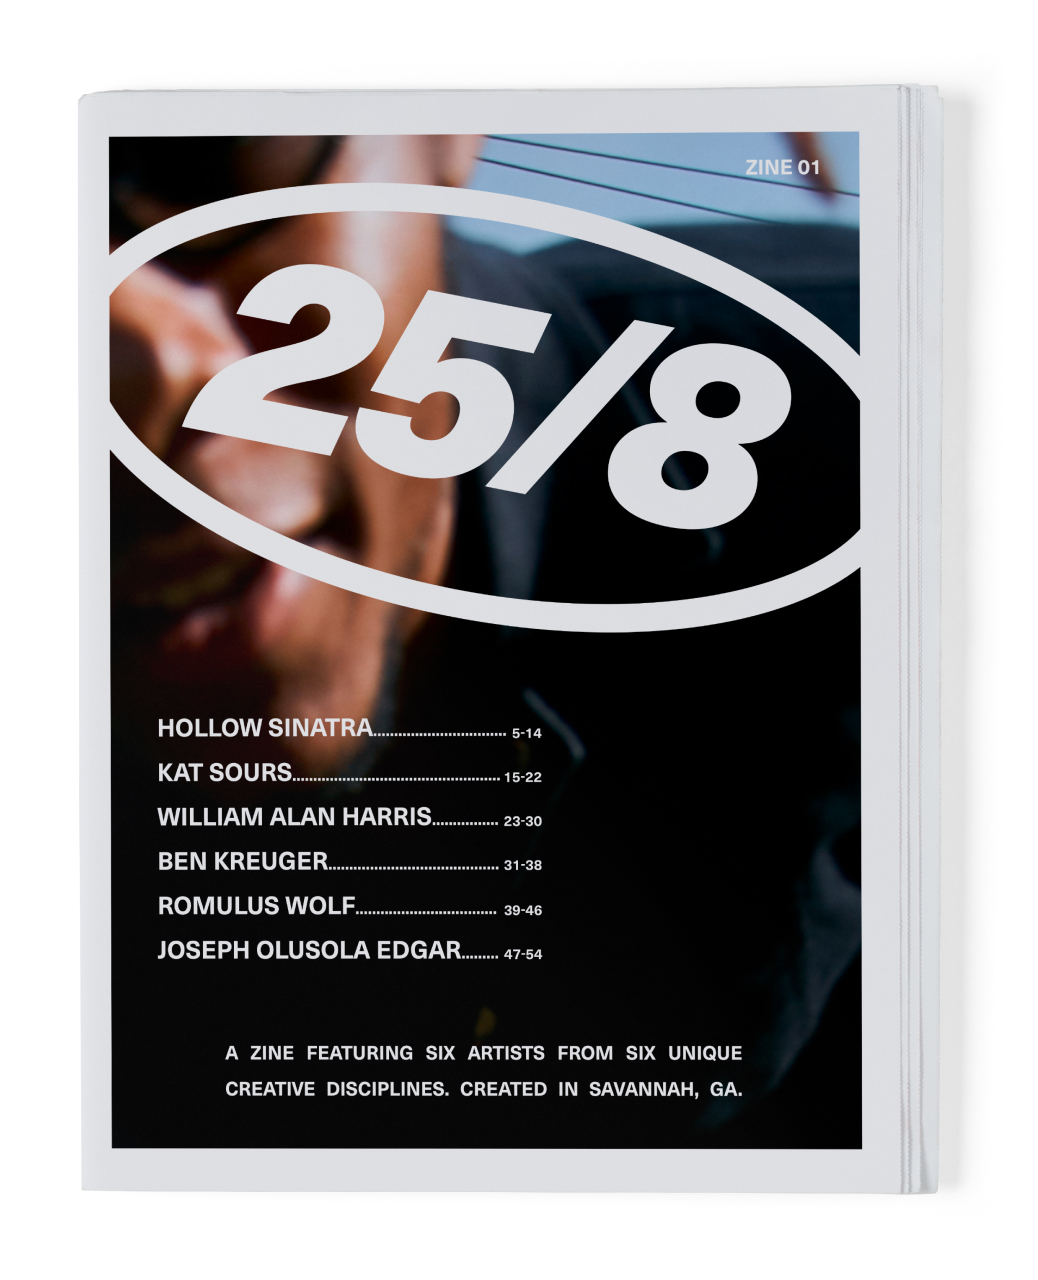 ZINE 01
25/8
HOLLOW SINATRA............................... 5-14
KAT SOURS................................................. 15-22
WILLIAM ALAN HARRIS................ 23-30
BEN KREUGER........................................ 31-38
ROMULUS WOLF.................................. 39-46
JOSEPH OLUSOLA EDGAR......... 47-54
A ZINE FEATURING SIX ARTISTS FROM SIX UNIQUE
CREATIVE DISCIPLINES. CREATED IN SAVANNAH, GA.